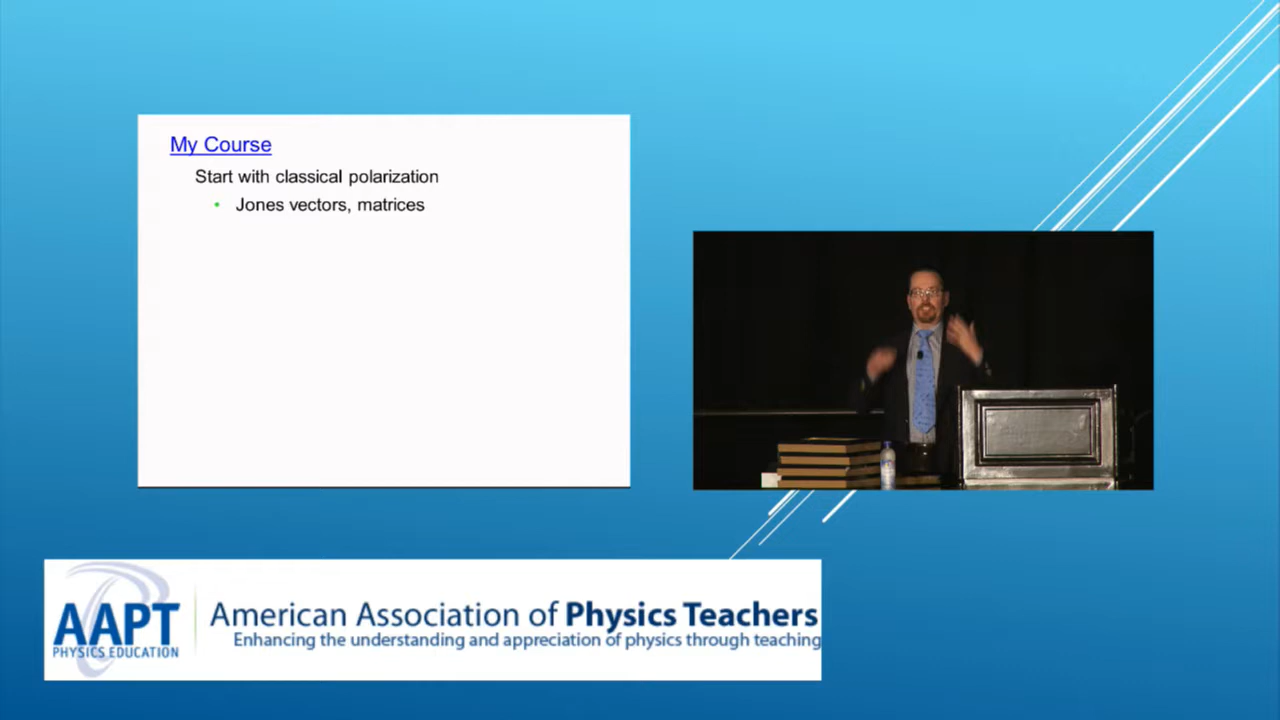 My Course
Start with classical polarization
• Jones vectors, matrices
AAPT
PHYSICS EDUCATION
American Association of Physics Teachers
Enhancing the understanding and appreciation of physics through teaching